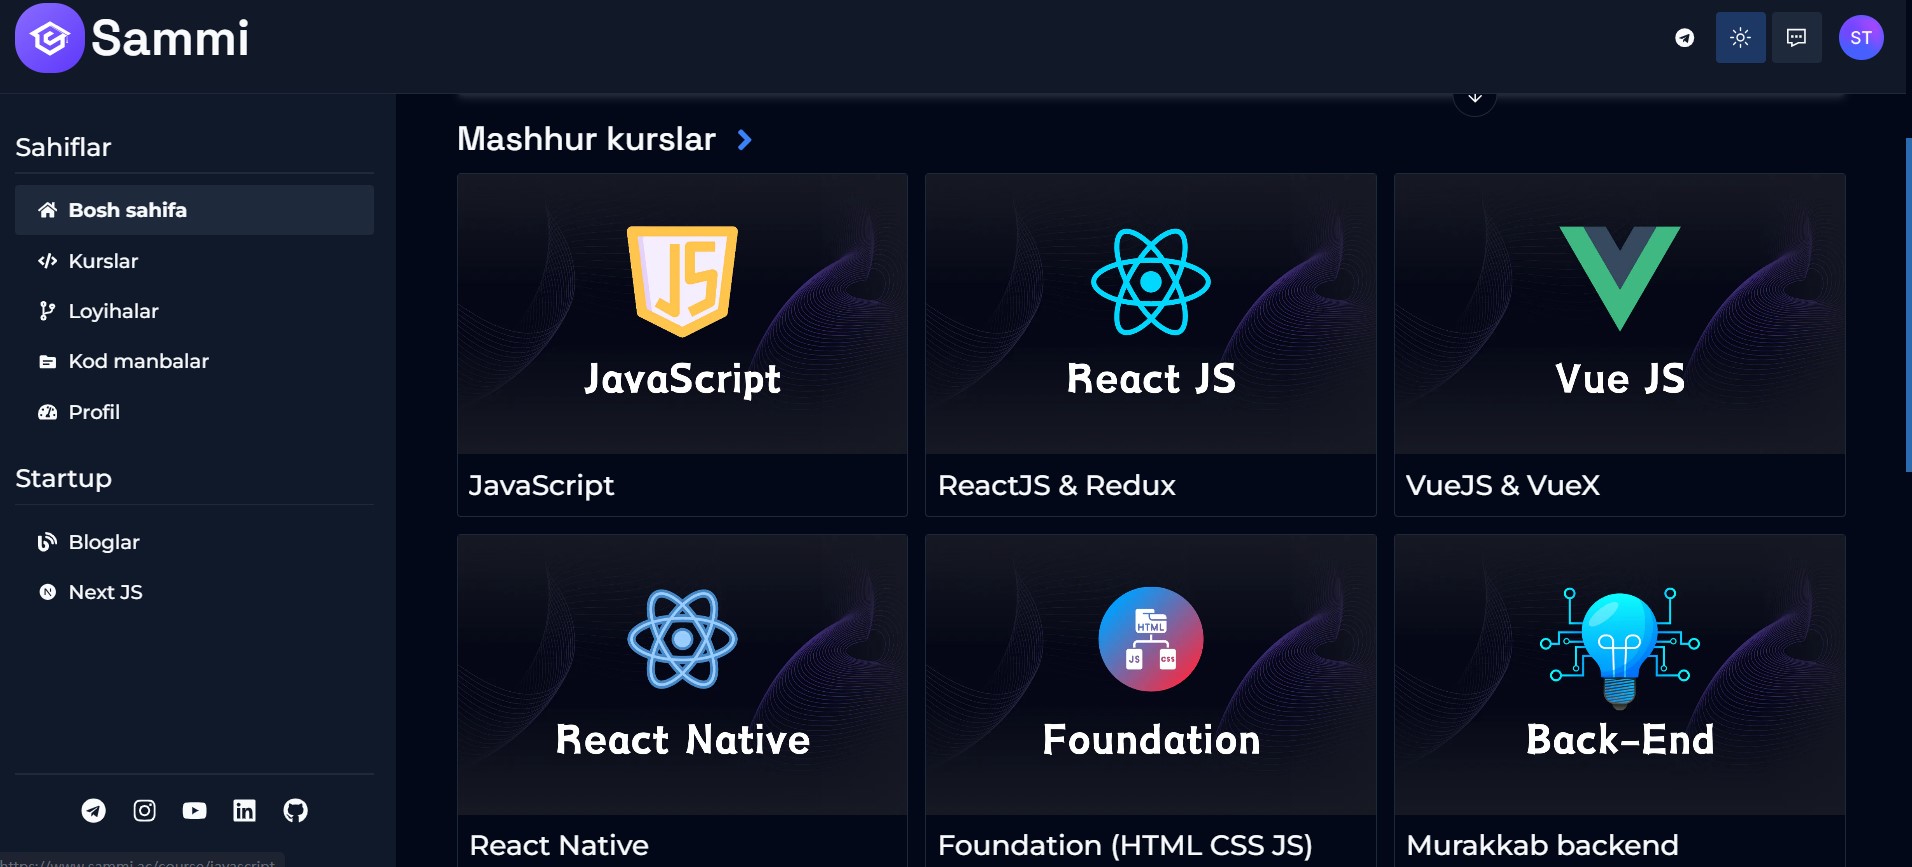 Sammi
ST
Sahiflar
Bosh sahifa
Kurslar
Loyihalar
Kod manbalar
Profil
Startup
Bloglar
Next JS
Mashhur kurslar
JS
JavaScript
JavaScript
React JS
ReactJS & Redux
Vue JS
VueJS & VueX
React Native
React Native
HTML
JS
CSS
Foundation
Foundation (HTML CSS JS)
Back-End
Murakkab backend
https://www.sammi.ac/course/javascript